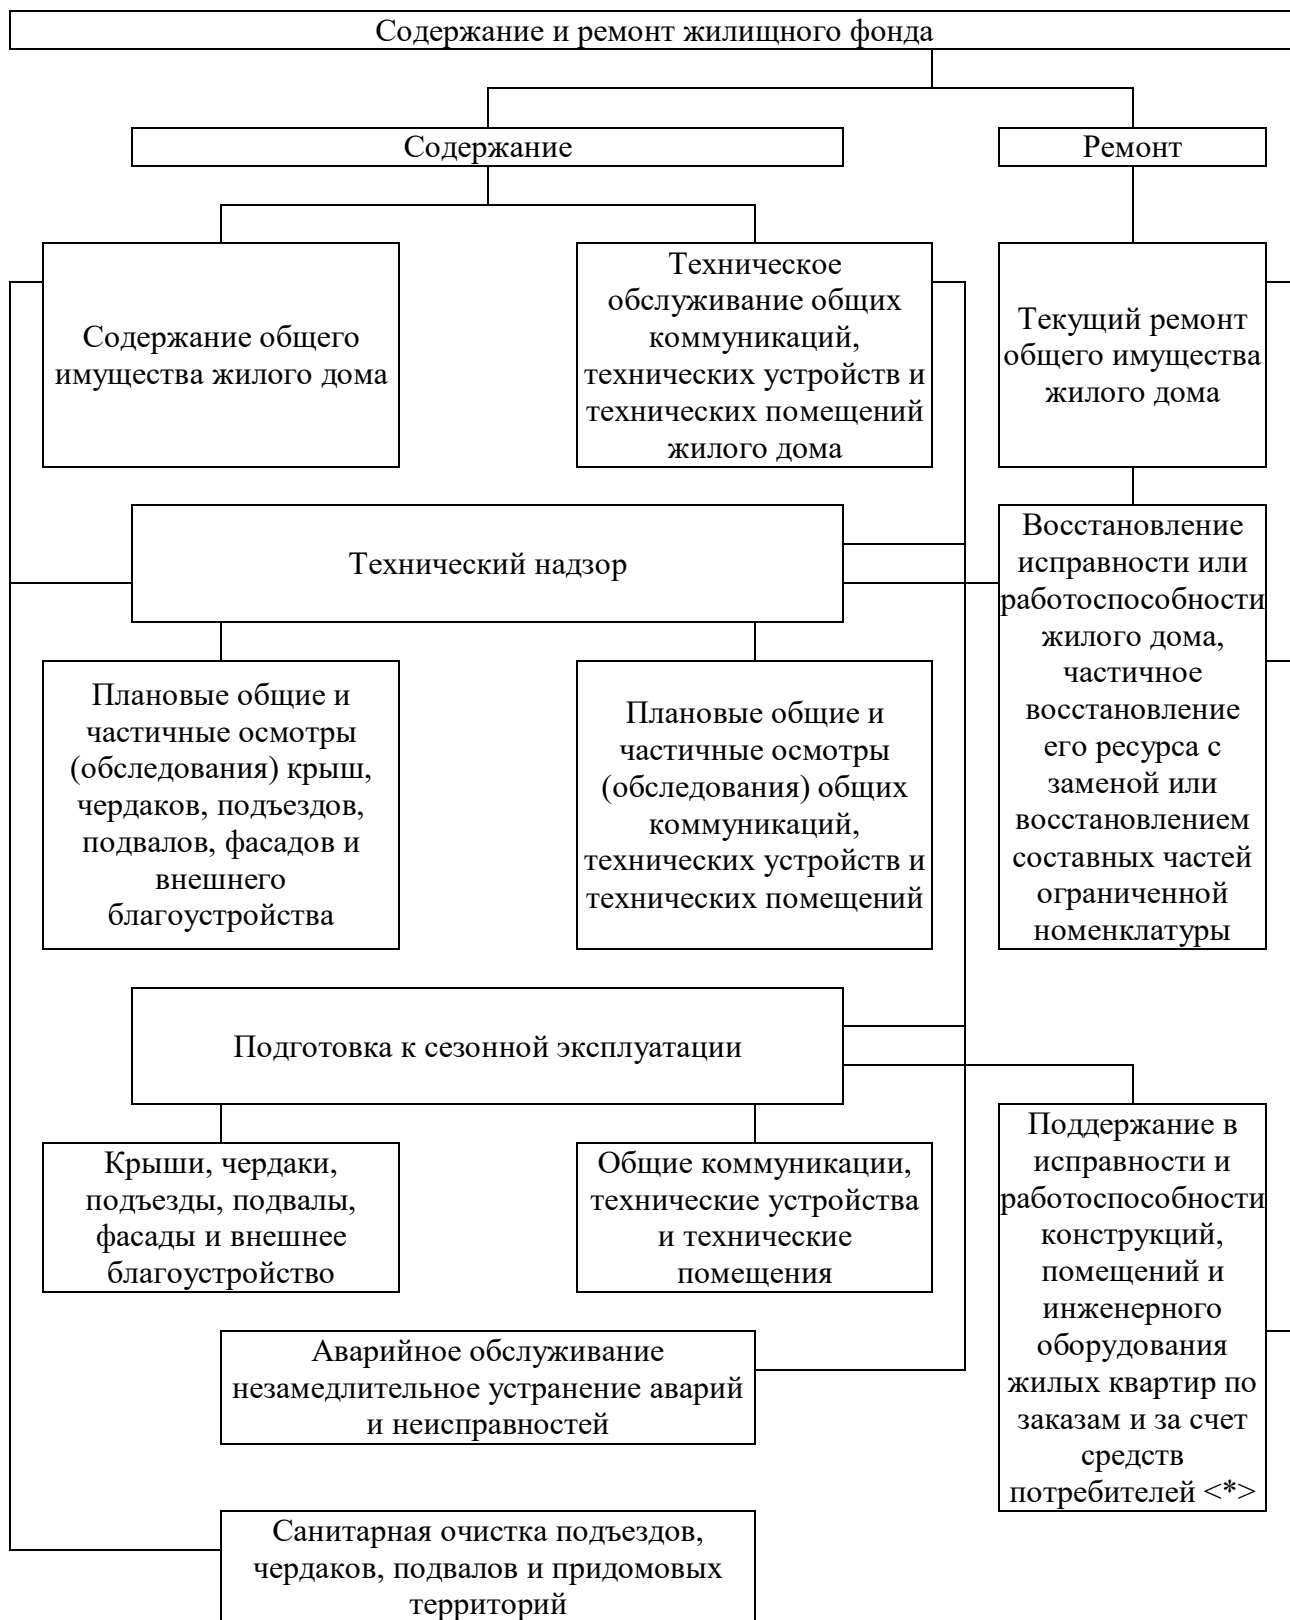 Содержание и ремонт жилищного фонда
Содержание
Ремонт
Содержание общего
имущества жилого дома
Техническое
обслуживание общих
коммуникаций,
технических устройств и
технических помещений
жилого дома
Текущий ремонт
общего имущества
жилого дома
Технический надзор
Восстановление
исправности или
работоспособности
жилого дома,
частичное
восстановление
его ресурса с
заменой или
восстановлением
составных частей
ограниченной
номенклатуры
Плановые общие и
частичные осмотры
(обследования) крыш,
чердаков, подъездов,
подвалов, фасадов и
внешнего
благоустройства
Плановые общие и
частичные осмотры
(обследования) общих
коммуникаций,
технических устройств и
технических помещений
Подготовка к сезонной эксплуатации
Крыши, чердаки,
подъезды, подвалы,
фасады и внешнее
благоустройство
Общие коммуникации,
технические устройства
и технические
помещения
Поддержание в
исправности и
работоспособности
конструкций,
помещений и
инженерного
оборудования
жилых квартир по
заказам и за счет
средств
потребителей <*>
Аварийное обслуживание
незамедлительное устранение аварий
и неисправностей
Санитарная очистка подъездов,
чердаков, подвалов и придомовых
территорий